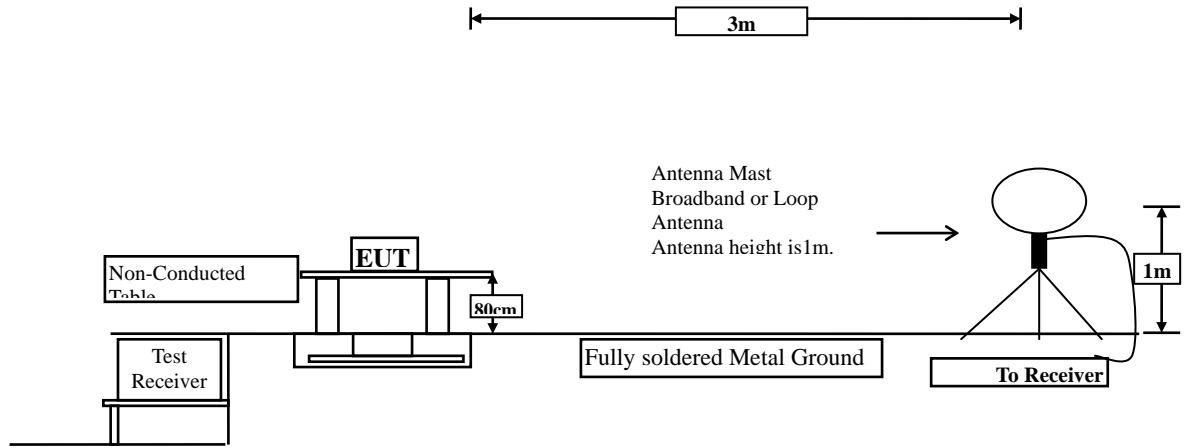 3m
Antenna Mast
Broadband or Loop
Antenna
Antenna height is1m.
EUT
Non-Conducted
Table
80cm
1m
Test
Receiver
Fully soldered Metal Ground
To Receiver